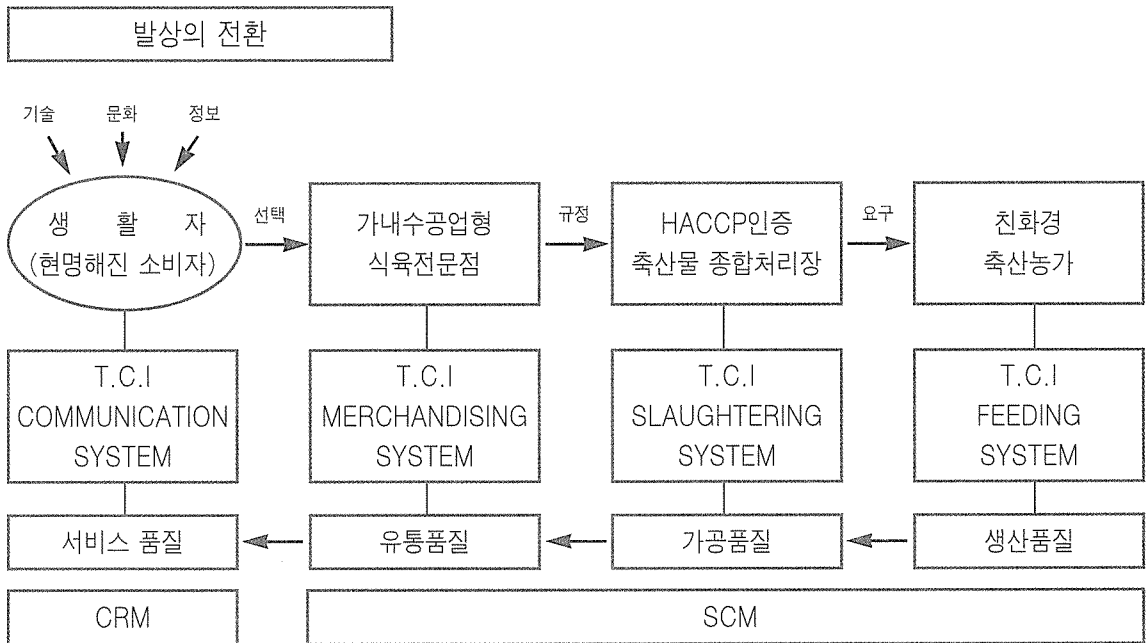 발상의 전환
기술 문화 정보
생 활 자
(현명해진 소비자)
선택
가내수공업형
식육전문점
규정
HACCP인증
축산물 종합처리장
요구
친화경
축산농가
T.C.I
COMMUNICATION
SYSTEM
T.C.I
MERCHANDISING
SYSTEM
T.C.I
SLAUGHTERING
SYSTEM
T.C.I
FEEDING
SYSTEM
서비스 품질
유통품질
가공품질
생산품질
CRM
SCM